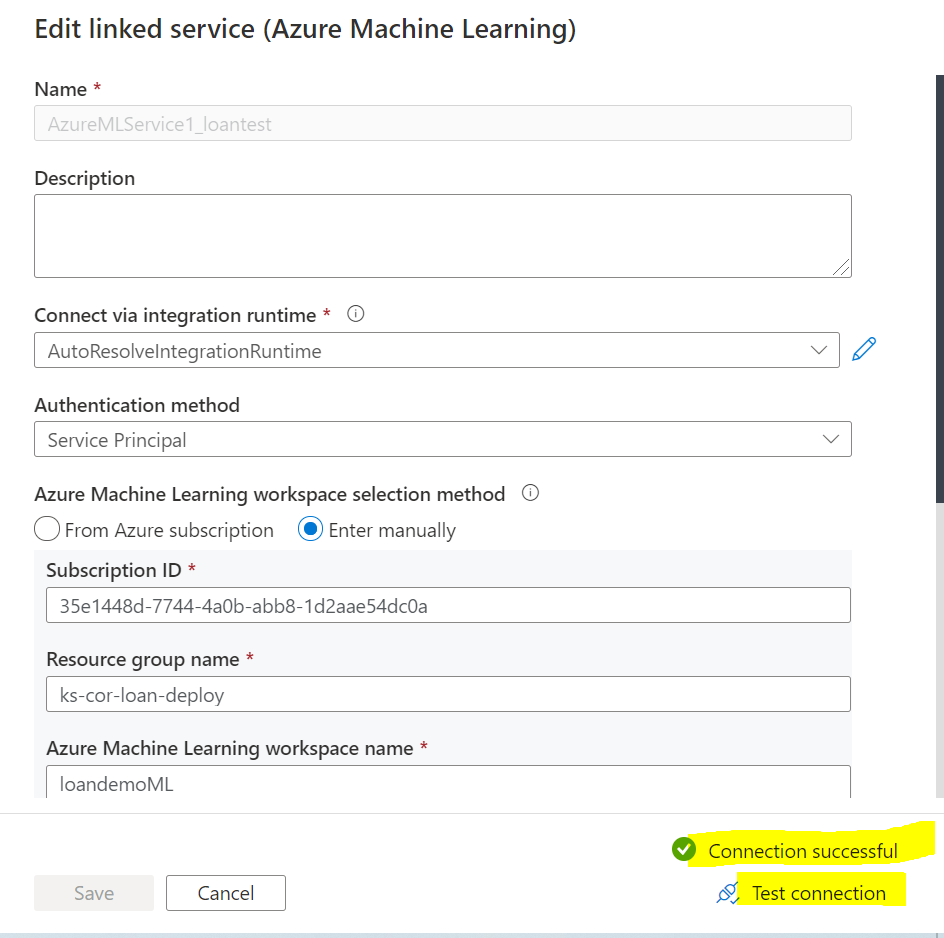 Edit linked service (Azure Machine Learning)
Name *
AzureMLService1_loantest
Description
Connect via integration runtime *
AutoResolveIntegrationRuntime
Authentication method
Service Principal
Azure Machine Learning workspace selection method
From Azure subscription Enter manually
Subscription ID *
35e1448d-7744-4a0b-abb8-1d2aae54dc0a
Resource group name *
ks-cor-loan-deploy
Azure Machine Learning workspace name *
loandemoML
Connection successful
Save Cancel Test connection